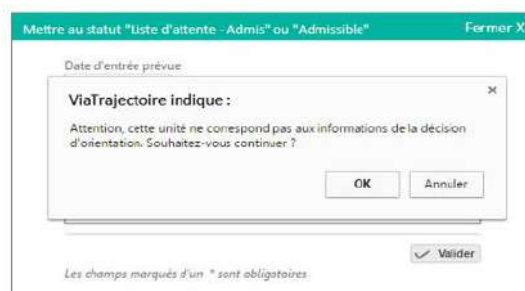 Mettre au statut "Liste d'attente - Admis" ou "Admissible" Fermer X
Date d'entrée prévue
ViaTrajectoire indique :
×
Attention, cette unité ne correspond pas aux informations de la décision
d'orientation. Souhaitez-vous continuer ?
OK Annuler
Valider
Les champs marqués d'un * sont obligatoires